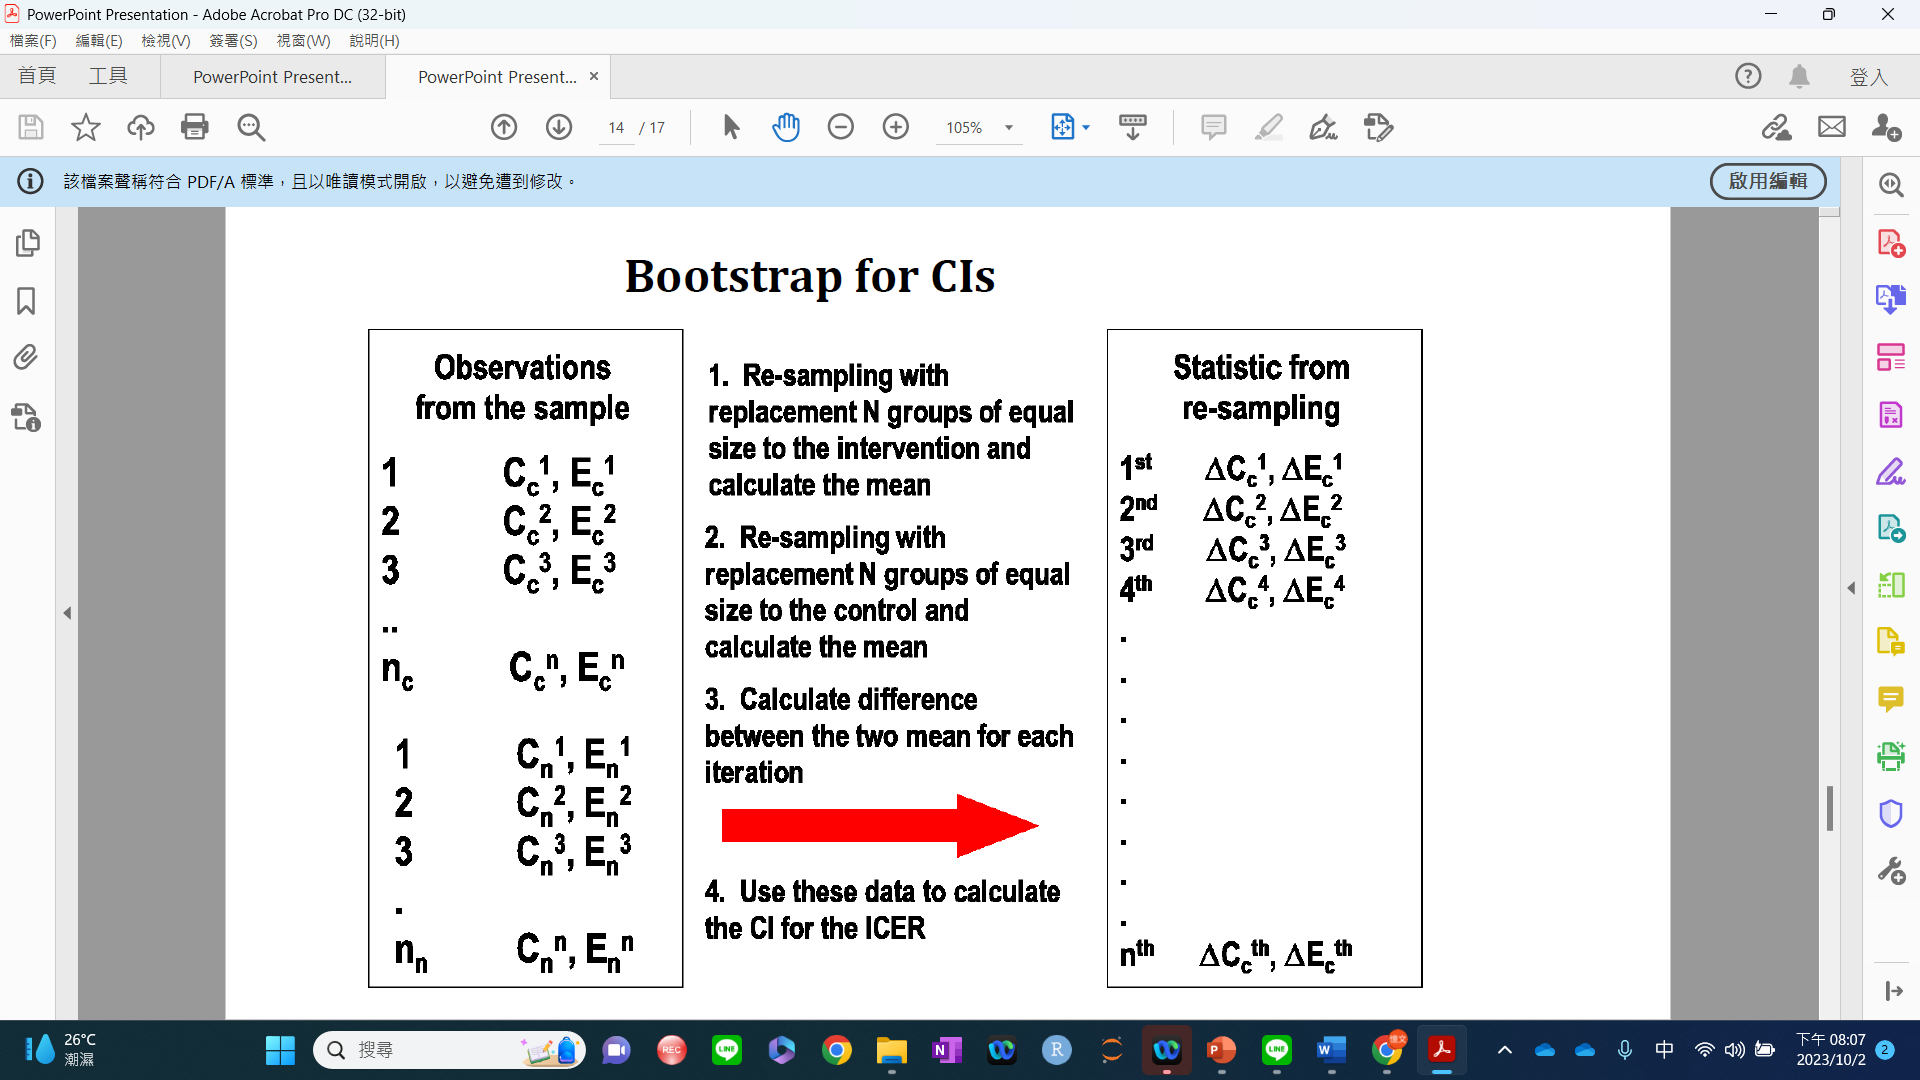 PowerPoint Presentation - Adobe Acrobat Pro DC (32-bit)
檔案(F) 編輯(E) 檢視(V) 簽署(S) 視窗(W) 說明(H)
首頁 工具 PowerPoint Present... PowerPoint Present... × 登入
14 / 17 105%
該檔案聲稱符合 PDF/A 標準，且以唯讀模式開啟，以避免遭到修改。 啟用編輯
Bootstrap for CIs
Observations
from the sample
1 Cc1, Ec1
2 Cc2, Ec2
3 Cc3, Ec3
..
nc Ccn, Ecn
1 Cn1, En1
2 Cn2, En2
3 Cn3, En3
.
nn Cnn, Enn
1. Re-sampling with
replacement N groups of equal
size to the intervention and
calculate the mean
2. Re-sampling with
replacement N groups of equal
size to the control and
calculate the mean
3. Calculate difference
between the two mean for each
iteration
4. Use these data to calculate
the CI for the ICER
Statistic from
re-sampling
1st ΔCc1, ΔEc1
2nd ΔCc2, ΔEc2
3rd ΔCc3, ΔEc3
4th ΔCc4, ΔEc4
.
.
.
.
.
.
.
.
nth ΔCcth, ΔEcth
26°C
潮濕
搜尋
REC
LINE
N
R
P
LINE
W
中
下午 08:07
2023/10/2
2